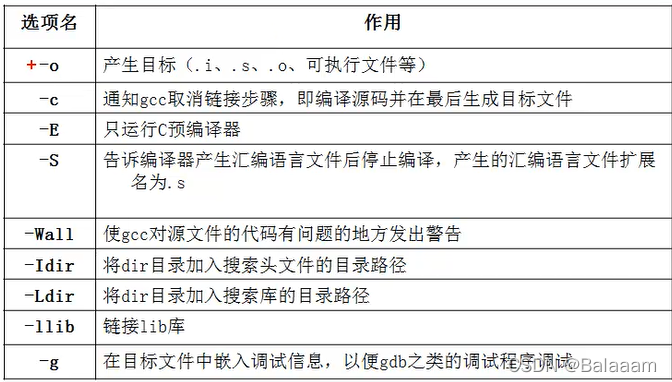 选项名 作用
+-o 产生目标（.i、.s、.o、可执行文件等）
-c 通知gcc取消链接步骤，即编译源码并在最后生成目标文件
-E 只运行C预编译器
-S 告诉编译器产生汇编语言文件后停止编译，产生的汇编语言文件扩展
名为.s
-Wall 使gcc对源文件的代码有问题的地方发出警告
-Idir 将dir目录加入搜索头文件的目录路径
-Ldir 将dir目录加入搜索库的目录路径
-llib 链接lib库
-g 在目标文件中嵌入调试信息，以便gdb之类的调试程序调试
CSDN @Balaaam